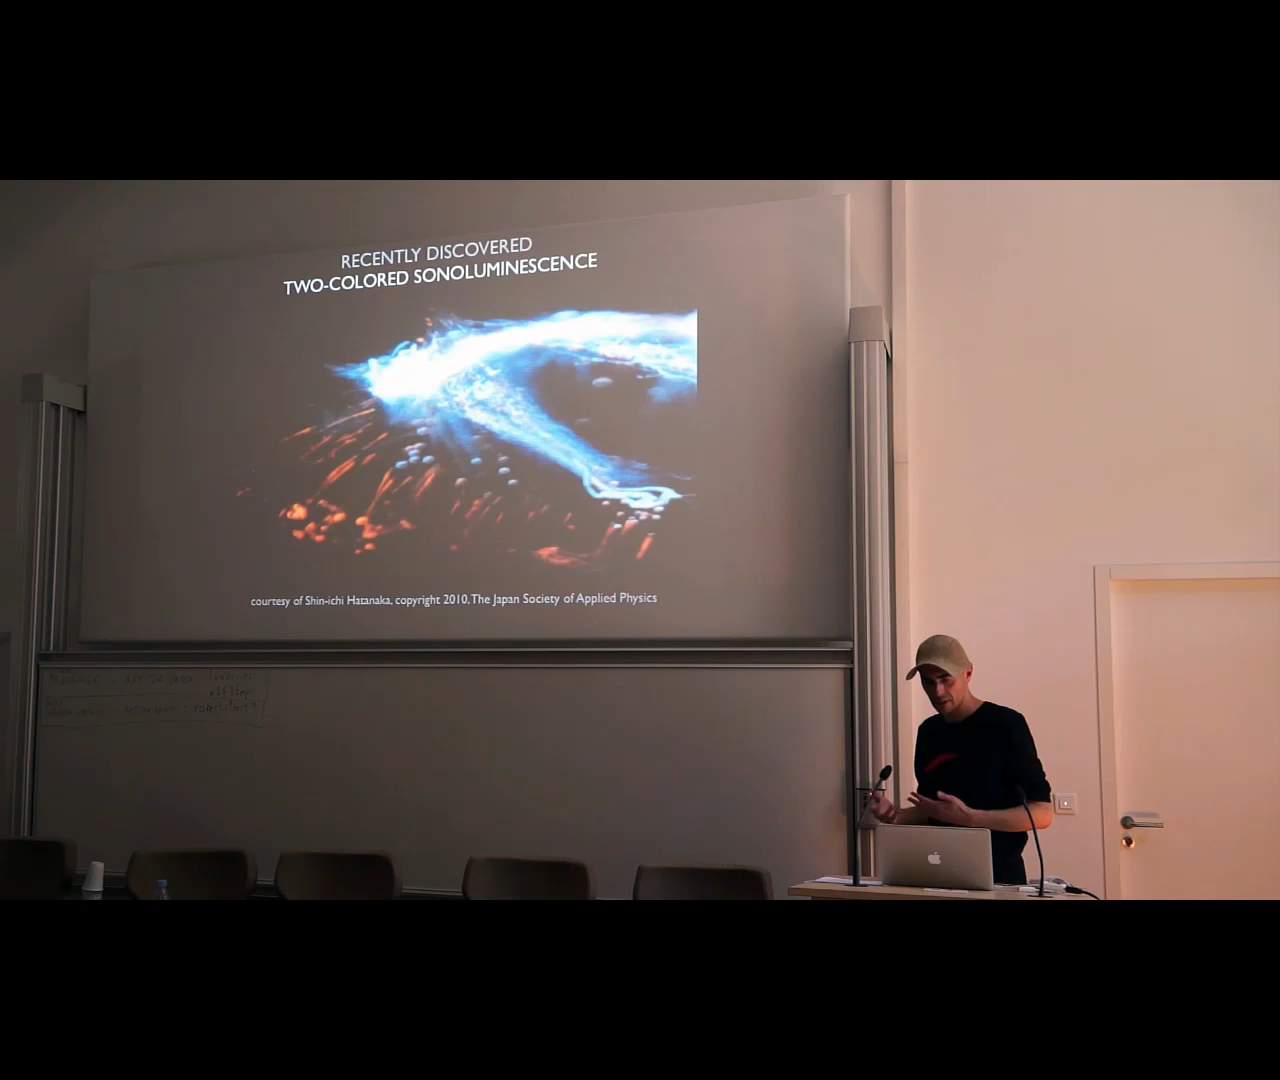 RECENTLY DISCOVERED
TWO-COLORED SONOLUMINESCENCE
courtesy of Shin-ichi Hatanaka, copyright 2010, The Japan Society of Applied Physics